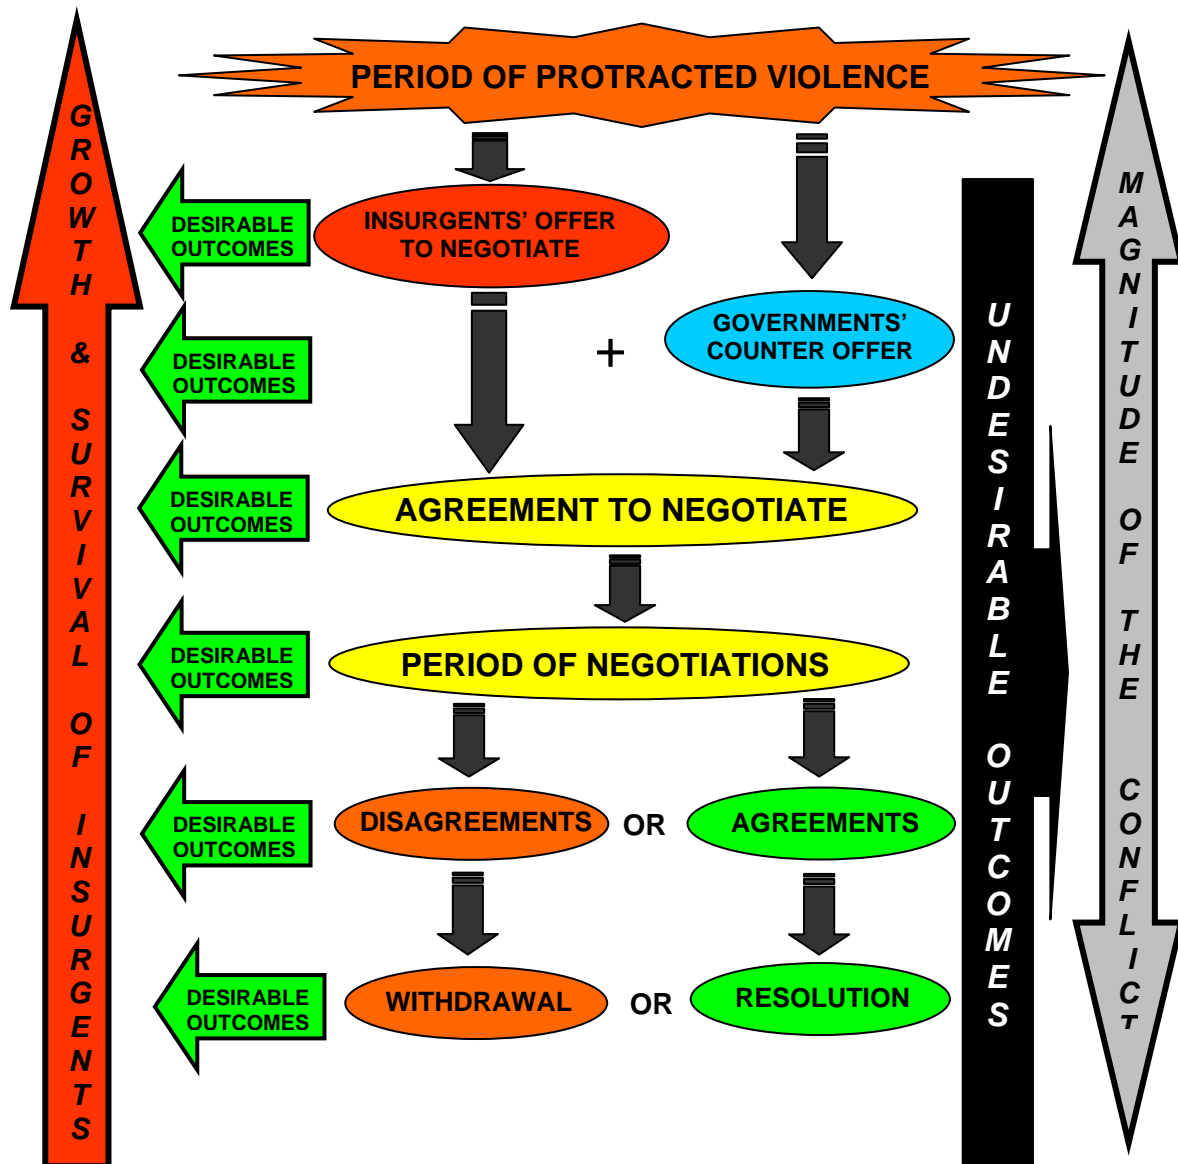 PERIOD OF PROTRACTED VIOLENCE
GROWTH & SURVIVAL OF INSURGENTS
DESIRABLE
OUTCOMES
INSURGENTS' OFFER
TO NEGOTIATE
DESIRABLE
OUTCOMES
+
GOVERNMENTS'
COUNTER OFFER
DESIRABLE
OUTCOMES
AGREEMENT TO NEGOTIATE
DESIRABLE
OUTCOMES
PERIOD OF NEGOTIATIONS
DESIRABLE
OUTCOMES
DISAGREEMENTS
OR
AGREEMENTS
DESIRABLE
OUTCOMES
WITHDRAWAL
OR
RESOLUTION
UNDESIRABLE OUTCOMES
MAGNITUDE OF THE CONFLICT